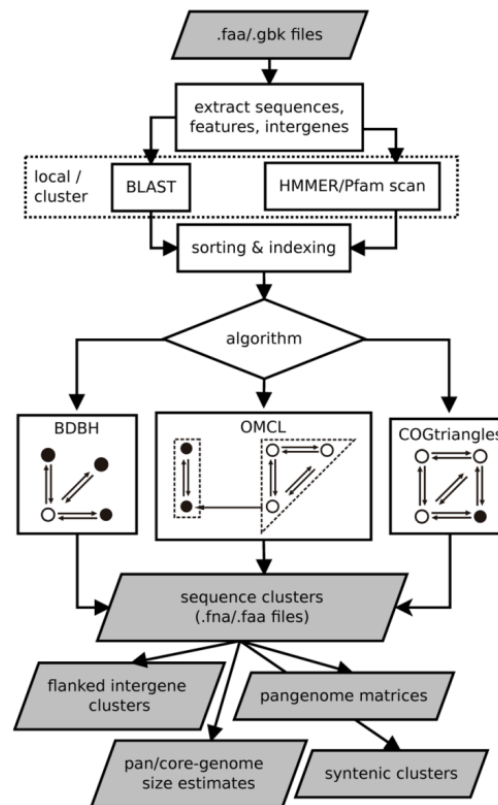 .faa/.gbk files
extract sequences,
features, intergenes
local /
cluster
BLAST
HMMER/Pfam scan
sorting & indexing
algorithm
BDBH
OMCL
COGtriangles
sequence clusters
(.fna/.faa files)
flanked intergene
clusters
pangenome matrices
pan/core-genome
size estimates
syntenic clusters